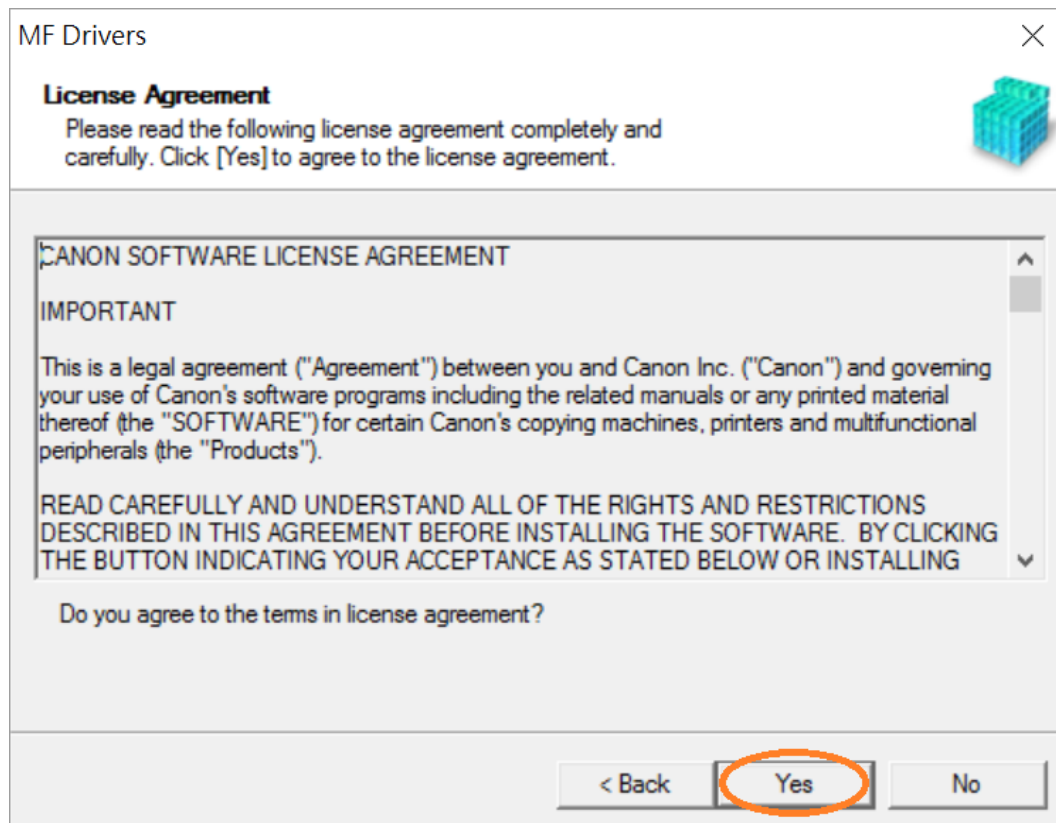 MF Drivers
License Agreement
Please read the following license agreement completely and
carefully. Click [Yes] to agree to the license agreement.
CANON SOFTWARE LICENSE AGREEMENT
IMPORTANT
This is a legal agreement ("Agreement") between you and Canon Inc. ("Canon") and governing
your use of Canon's software programs including the related manuals or any printed material
thereof (the "SOFTWARE") for certain Canon's copying machines, printers and multifunctional
peripherals (the "Products").
READ CAREFULLY AND UNDERSTAND ALL OF THE RIGHTS AND RESTRICTIONS
DESCRIBED IN THIS AGREEMENT BEFORE INSTALLING THE SOFTWARE.  BY CLICKING
THE BUTTON INDICATING YOUR ACCEPTANCE AS STATED BELOW OR INSTALLING
Do you agree to the terms in license agreement?
< Back
Yes
No